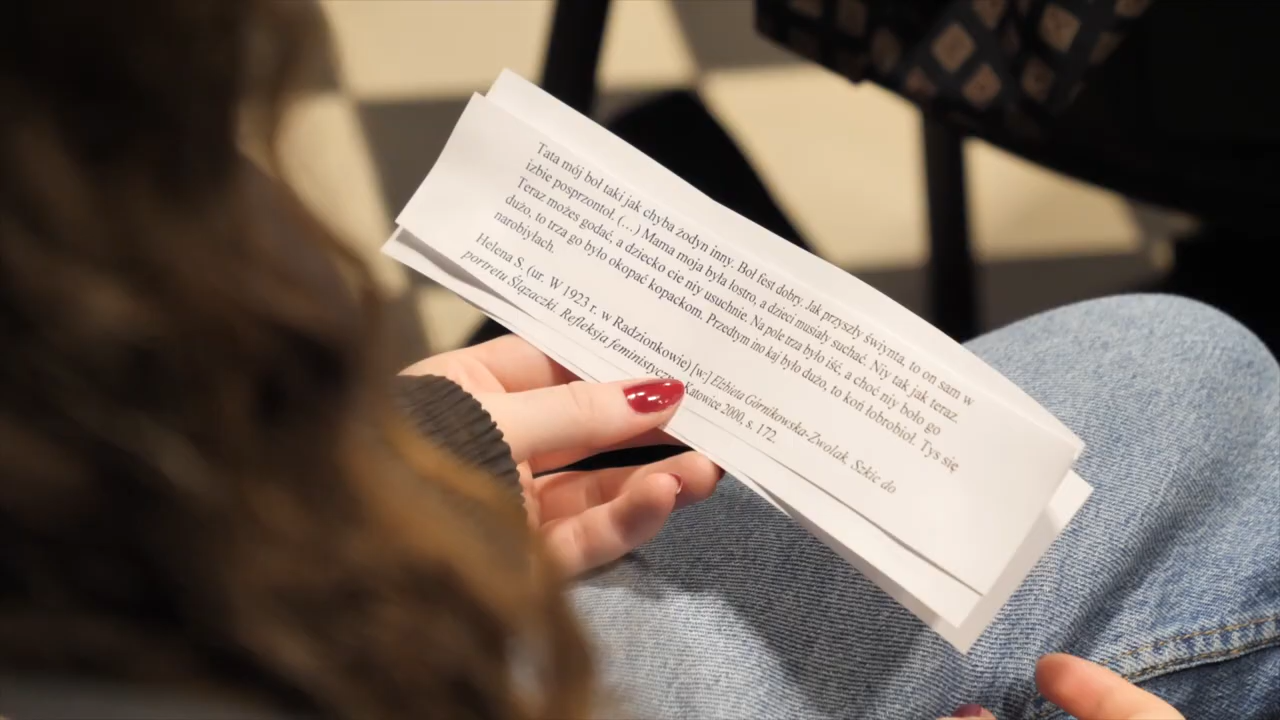 Tata mój boł taki jak chyba żodyn inny. Boł fest dobry. Jak przyszły świynta, to on sam w
izbie posprzontoł. (…) Mama moja była łostro, a dzieci musiały suchać. Niy tak jak teraz.
Teraz możes godać, a dziecko cie niy usuchnie. Na pole trza było iść, a choć niy boło go
dużo, to trza go było okopać kopackom. Przedtym ino kaj było dużo, to koń łobrobioł. Tys się
narobiyłach.
Helena S. (ur. W 1923 r. w Radzionkowie) [w:] Elżbieta Górnikowska-Zwolak, Szkic do
portretu Ślązaczki. Refleksja feministyczn Katowice 2000, s. 172.